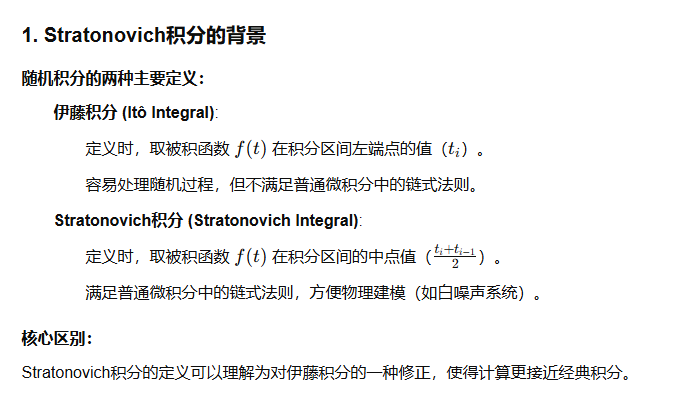 1. Stratonovich积分的背景
随机积分的两种主要定义：
伊藤积分 (Itô Integral):
定义时，取被积函数 f(t) 在积分区间左端点的值（t_i）。
容易处理随机过程，但不满足普通微积分中的链式法则。
Stratonovich积分 (Stratonovich Integral):
定义时，取被积函数 f(t) 在积分区间的中点值（\frac{t_i+t_{i-1}}{2}）。
满足普通微积分中的链式法则，方便物理建模（如白噪声系统）。
核心区别：
Stratonovich积分的定义可以理解为对伊藤积分的一种修正，使得计算更接近经典积分。